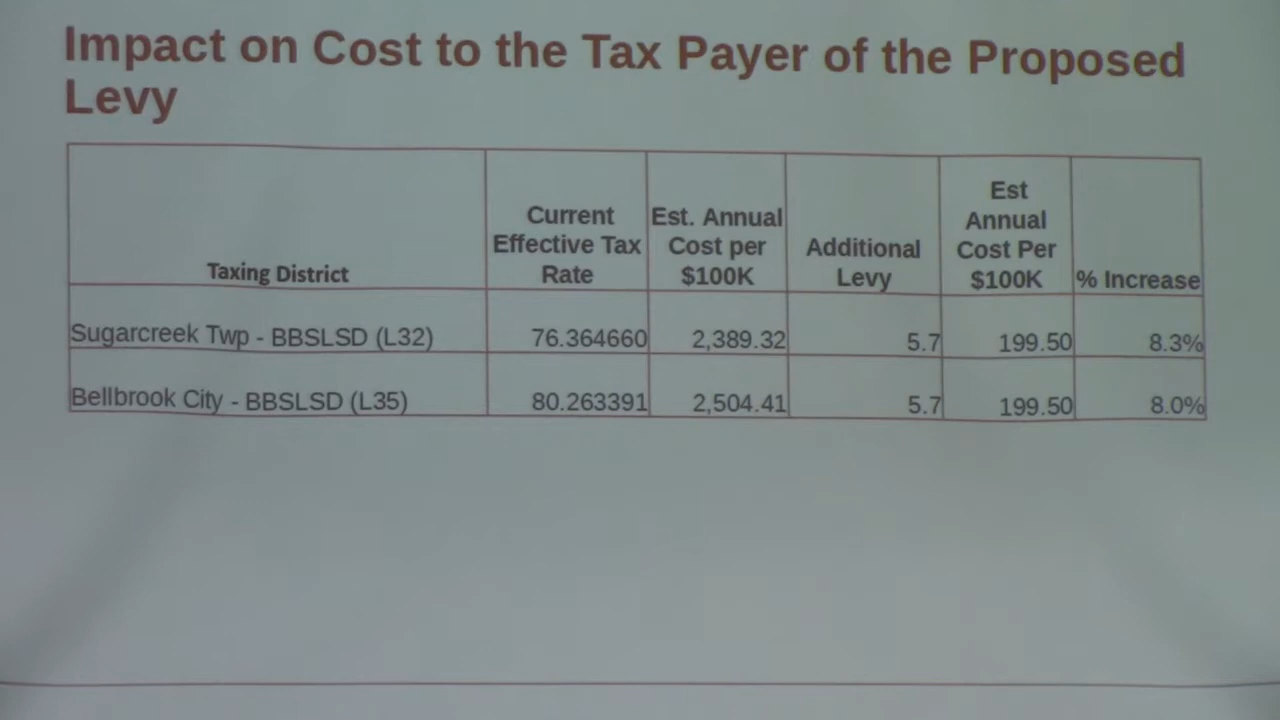 Impact on Cost to the Tax Payer of the Proposed
Levy
Taxing District
Current
Effective Tax
Rate
Est. Annual
Cost per
$100K
Additional
Levy
Est
Annual
Cost Per
$100K
% Increase
Sugarcreek Twp - BBSLSD (L32) 76.364660 2,389.32 5.7 199.50 8.3%
Bellbrook City - BBSLSD (L35) 80.263391 2,504.41 5.7 199.50 8.0%